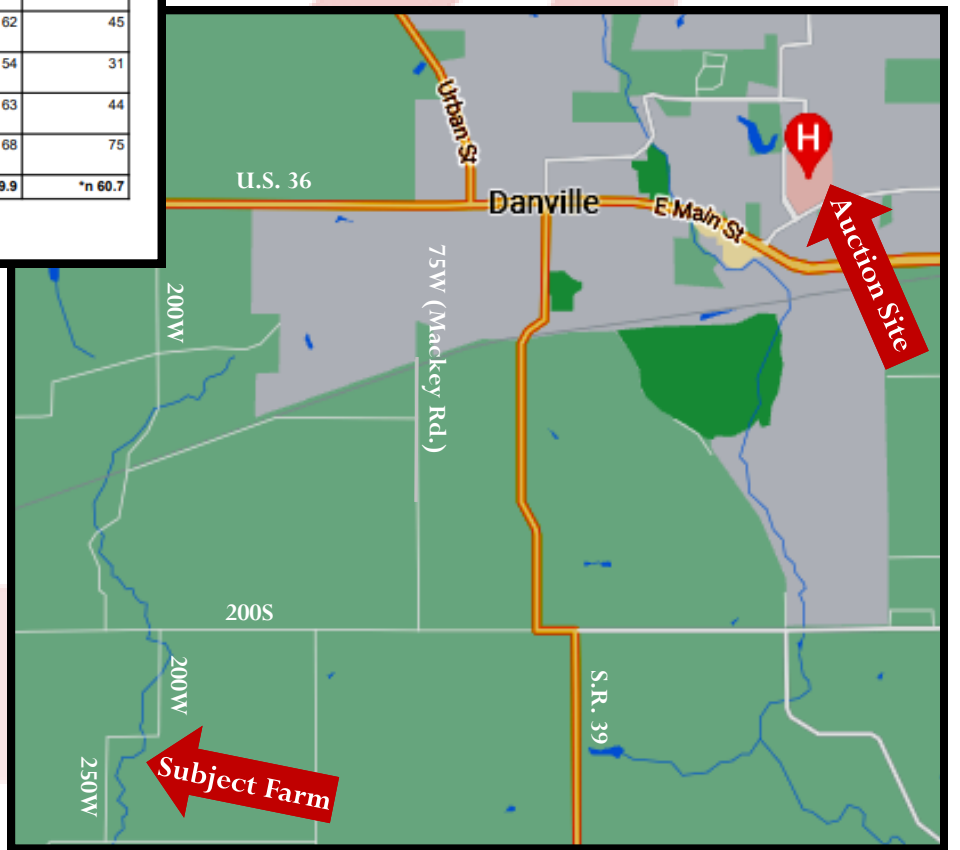 62 45
54 31
63 44
68 75
9.9 *n 60.7
Urban St
H
U.S. 36
Danville
E Main St
Auction Site
75W (Mackey Rd.)
200W
200S
200W
S.R. 39
250W
Subject Farm